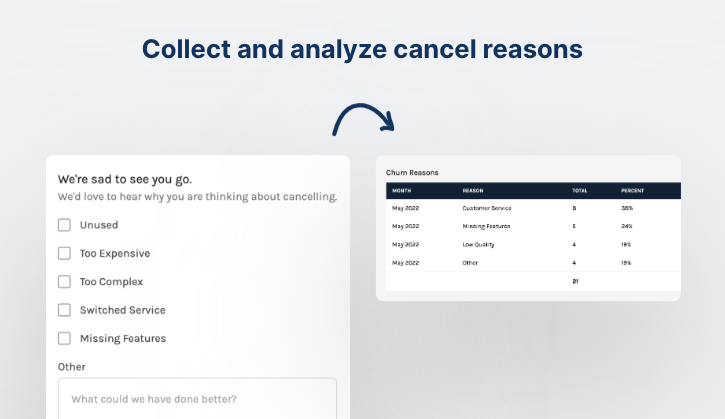 Collect and analyze cancel reasons
We're sad to see you go.
We'd love to hear why you are thinking about cancelling.
Unused
Too Expensive
Too Complex
Switched Service
Missing Features
Other
What could we have done better?
Churn Reasons
MONTH REASON TOTAL PERCENT
May 2022 Customer Service 8 38%
May 2022 Missing Features 5 24%
May 2022 Low Quality 4 19%
May 2022 Other 4 19%
21